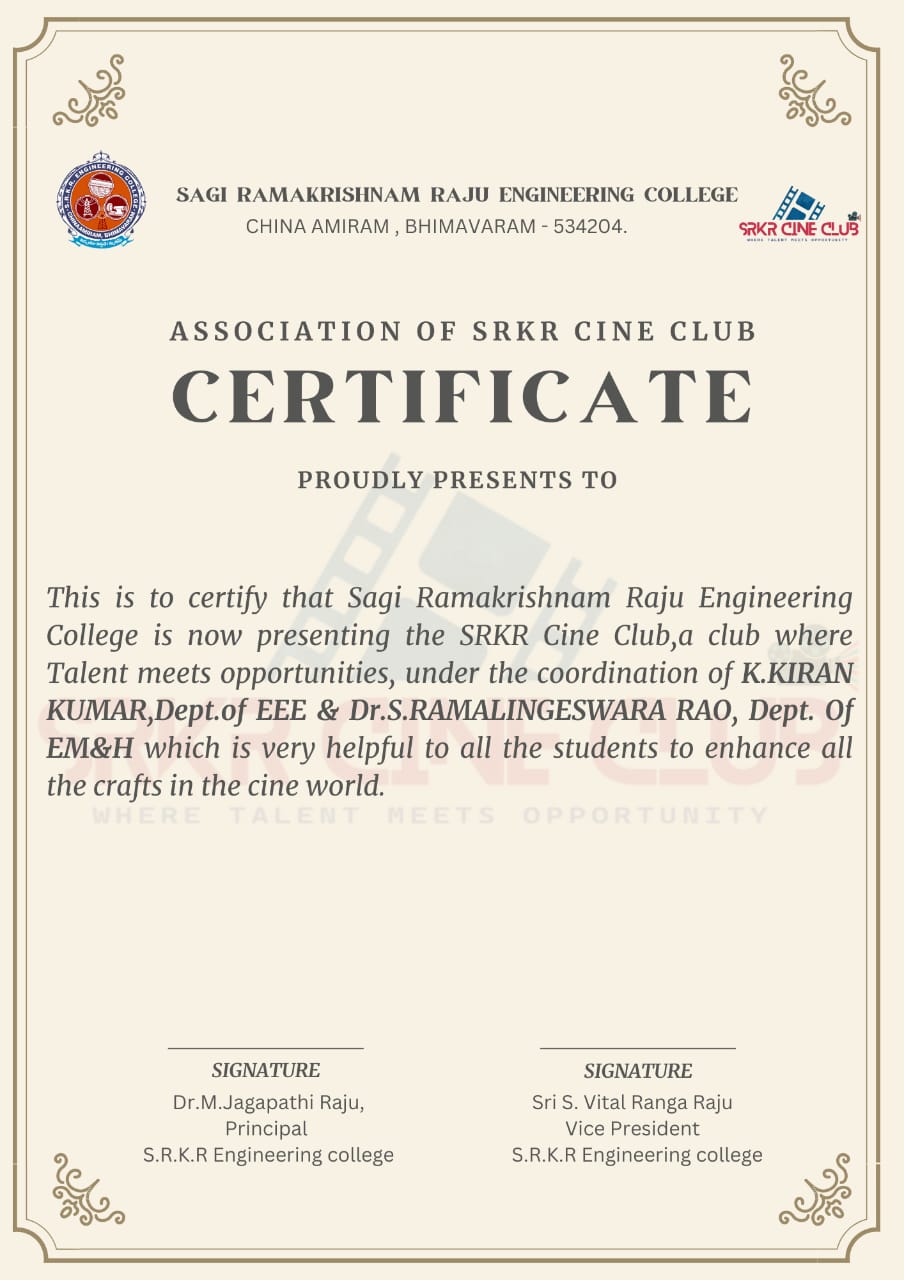 SAGI RAMAKRISHNAM RAJU ENGINEERING COLLEGE
CHINA AMIRAM , BHIMAVARAM - 534204.
SRKR CINE CLUB
WHERE TALENT MEETS OPPORTUNITY
ASSOCIATION OF SRKR CINE CLUB
CERTIFICATE
PROUDLY PRESENTS TO
This is to certify that Sagi Ramakrishnam Raju Engineering
College is now presenting the SRKR Cine Club,a club where
Talent meets opportunities, under the coordination of K.KIRAN
KUMAR,Dept.of EEE & Dr.S.RAMALINGESWARA RAO, Dept. Of
EM&H which is very helpful to all the students to enhance all
the crafts in the cine world.
SRKR CINE CLUB
WHERE TALENT MEETS OPPORTUNITY
SIGNATURE
Dr.M.Jagapathi Raju,
Principal
S.R.K.R Engineering college
SIGNATURE
Sri S. Vital Ranga Raju
Vice President
S.R.K.R Engineering college